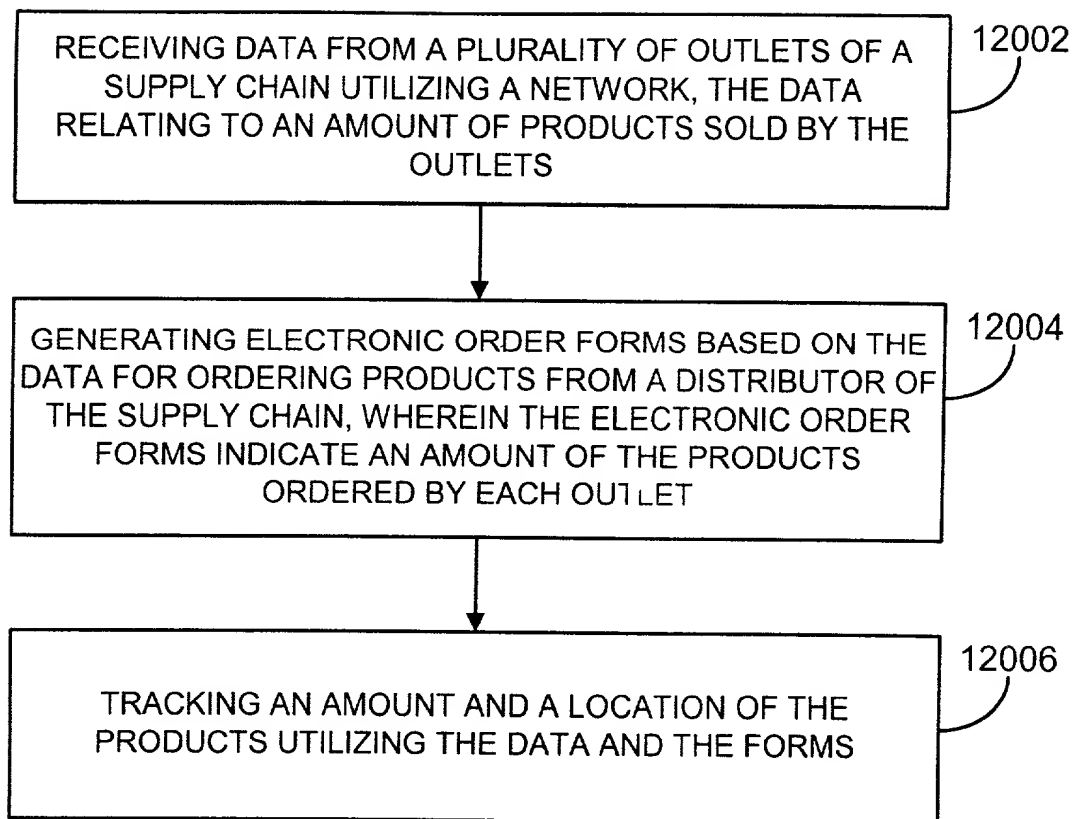 RECEIVING DATA FROM A PLURALITY OF OUTLETS OF A
SUPPLY CHAIN UTILIZING A NETWORK, THE DATA
RELATING TO AN AMOUNT OF PRODUCTS SOLD BY THE
OUTLETS
12002
GENERATING ELECTRONIC ORDER FORMS BASED ON THE
DATA FOR ORDERING PRODUCTS FROM A DISTRIBUTOR OF
THE SUPPLY CHAIN, WHEREIN THE ELECTRONIC ORDER
FORMS INDICATE AN AMOUNT OF THE PRODUCTS
ORDERED BY EACH OUTLET
12004
TRACKING AN AMOUNT AND A LOCATION OF THE
PRODUCTS UTILIZING THE DATA AND THE FORMS
12006